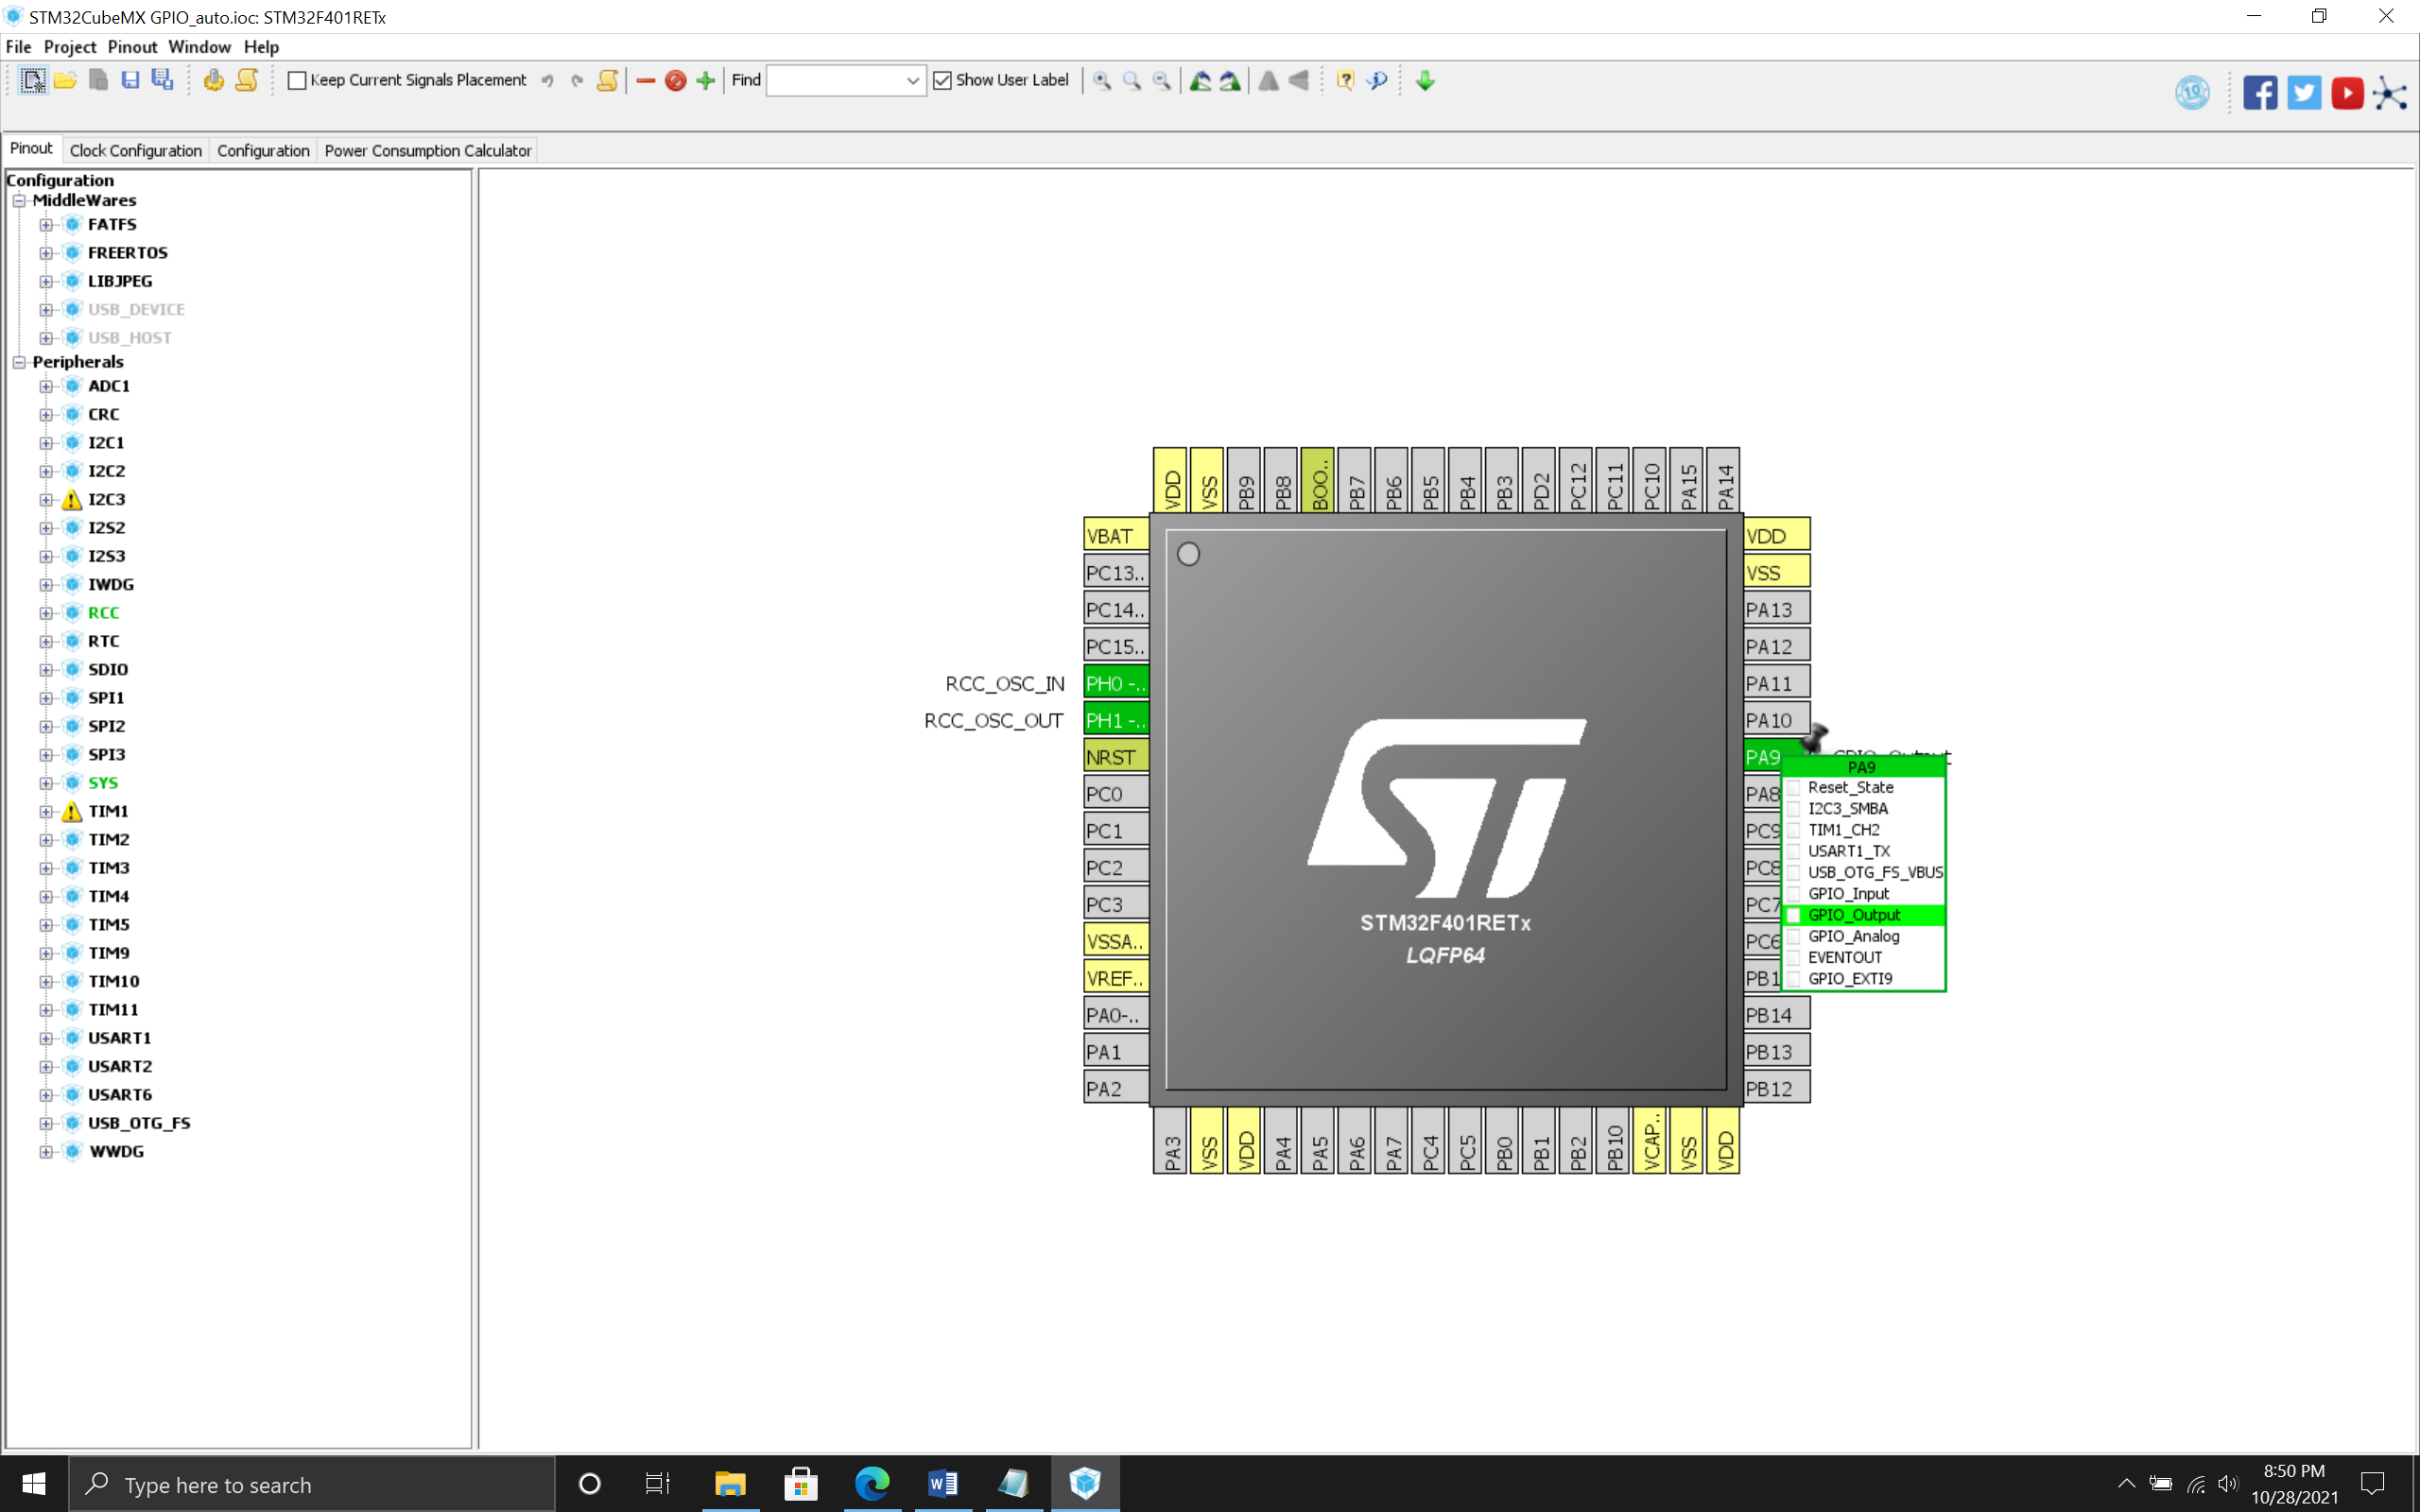 STM32CubeMX GPIO_auto.ioc: STM32F401RETx
File Project Pinout Window Help
Keep Current Signals Placement Find Show User Label
Pinout Clock Configuration Configuration Power Consumption Calculator
Configuration
MiddleWares
FATFS
FREERTOS
LIBJPEG
USB_DEVICE
USB_HOST
Peripherals
ADC1
CRC
I2C1
I2C2
I2C3
I2S2
I2S3
IWDG
RCC
RTC
SDIO
SPI1
SPI2
SPI3
SYS
TIM1
TIM2
TIM3
TIM4
TIM5
TIM9
TIM10
TIM11
USART1
USART2
USART6
USB_OTG_FS
WWDG
VDD VSS PB9 PB8 BOO.. PB7 PB6 PB5 PB4 PB3 PD2 PC12 PC11 PC10 PA15 PA14
VBAT
PC13..
PC14..
PC15..
RCC_OSC_IN PH0 -..
RCC_OSC_OUT PH1 -..
NRST
PC0
PC1
PC2
PC3
VSSA..
VREF..
PA0-..
PA1
PA2
ST
STM32F401RETx
LQFP64
VDD
VSS
PA13
PA12
PA11
PA10
PA9 GPIO_Output
PA8
PC9
PC8
PC7
PC6
PB1
PB14
PB13
PB12
PA9
Reset_State
I2C3_SMBA
TIM1_CH2
USART1_TX
USB_OTG_FS_VBUS
GPIO_Input
GPIO_Output
GPIO_Analog
EVENTOUT
GPIO_EXTI9
PA3 VSS VDD PA4 PA5 PA6 PA7 PC4 PC5 PB0 PB1 PB2 PB10 VCAP.. VSS VDD
Type here to search
8:50 PM
10/28/2021